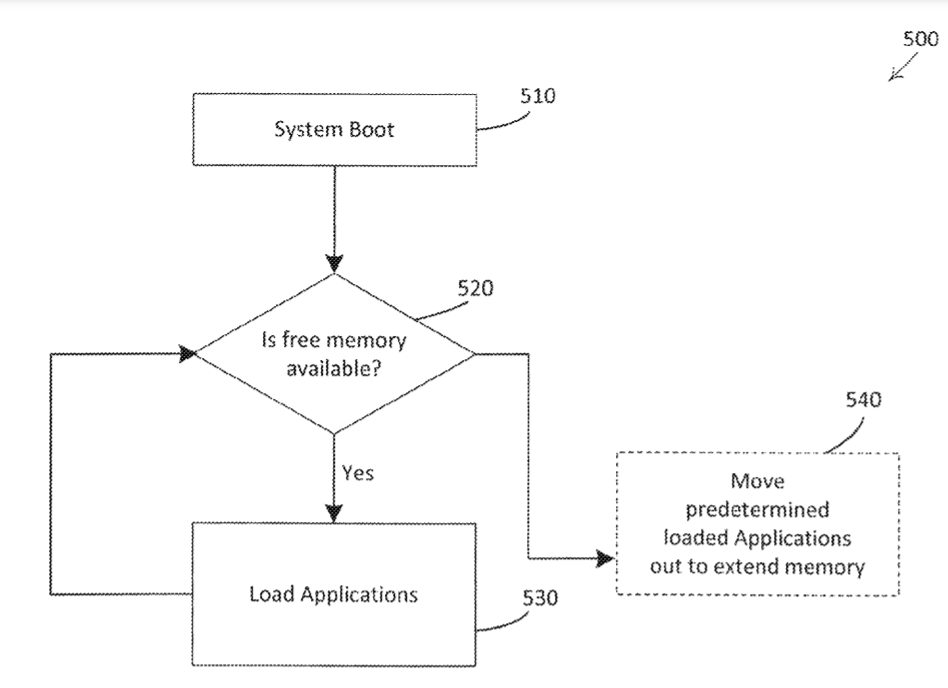 500
510
System Boot
520
Is free memory
available?
540
Yes
Move
predetermined
loaded Applications
out to extend memory
Load Applications
530